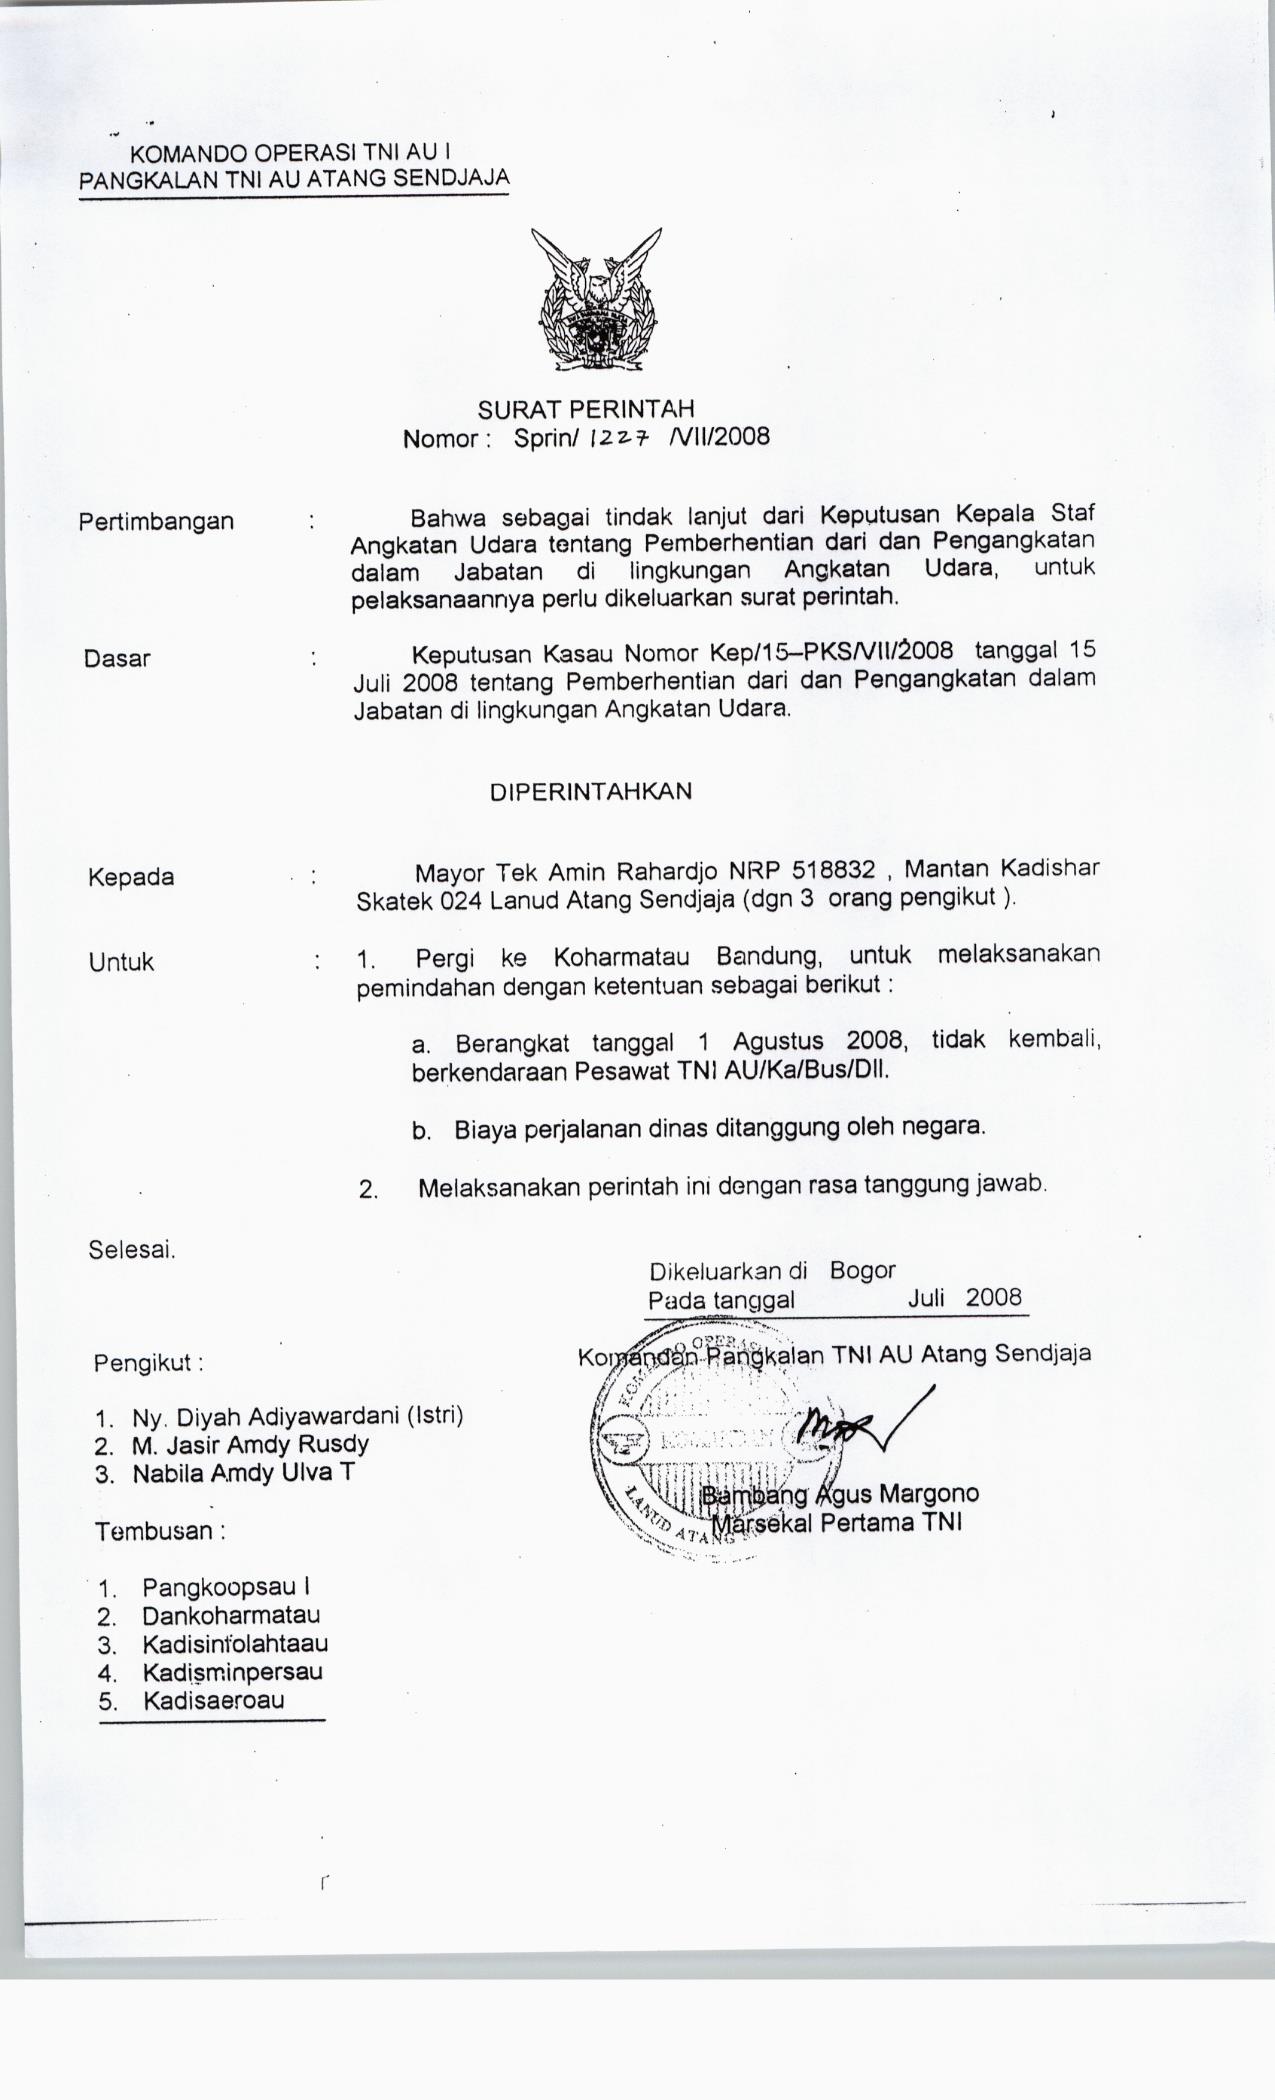 KOMANDO OPERASI TNI AU I
PANGKALAN TNI AU ATANG SENDJAJA
SURAT PERINTAH
Nomor : Sprin/ 1227 /VII/2008
Pertimbangan : Bahwa sebagai tindak lanjut dari Keputusan Kepala Staf
Angkatan Udara tentang Pemberhentian dari dan Pengangkatan
dalam Jabatan di lingkungan Angkatan Udara, untuk
pelaksanaannya perlu dikeluarkan surat perintah.
Dasar : Keputusan Kasau Nomor Kep/15–PKS/VII/2008 tanggal 15
Juli 2008 tentang Pemberhentian dari dan Pengangkatan dalam
Jabatan di lingkungan Angkatan Udara.
DIPERINTAHKAN
Kepada : Mayor Tek Amin Rahardjo NRP 518832 , Mantan Kadishar
Skatek 024 Lanud Atang Sendjaja (dgn 3 orang pengikut ).
Untuk : 1. Pergi ke Koharmatau Bandung, untuk melaksanakan
pemindahan dengan ketentuan sebagai berikut :
a. Berangkat tanggal 1 Agustus 2008, tidak kembali,
berkendaraan Pesawat TNI AU/Ka/Bus/Dll.
b. Biaya perjalanan dinas ditanggung oleh negara.
2. Melaksanakan perintah ini dengan rasa tanggung jawab.
Selesai.
Dikeluarkan di Bogor
Pada tanggal Juli 2008
Komandan Pangkalan TNI AU Atang Sendjaja
KOMANDO OPERAS
KOMANDAN
LANUD ATANG
Bambang Agus Margono
Marsekal Pertama TNI
Pengikut :
1. Ny. Diyah Adiyawardani (Istri)
2. M. Jasir Amdy Rusdy
3. Nabila Amdy Ulva T
Tembusan :
1. Pangkoopsau I
2. Dankoharmatau
3. Kadisinfolahtaau
4. Kadisminpersau
5. Kadisaeroau